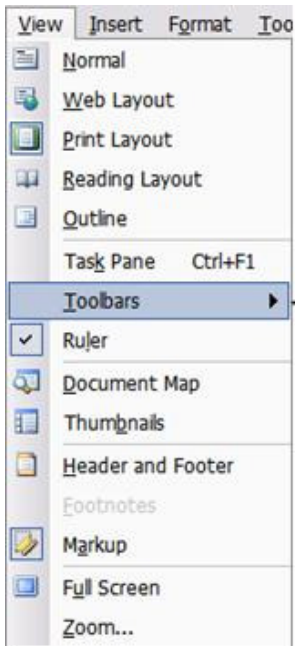 View Insert Format Too
Normal
Web Layout
Print Layout
Reading Layout
Outline
Task Pane Ctrl+F1
Toolbars
Ruler
Document Map
Thumbnails
Header and Footer
Footnotes
Markup
Full Screen
Zoom...